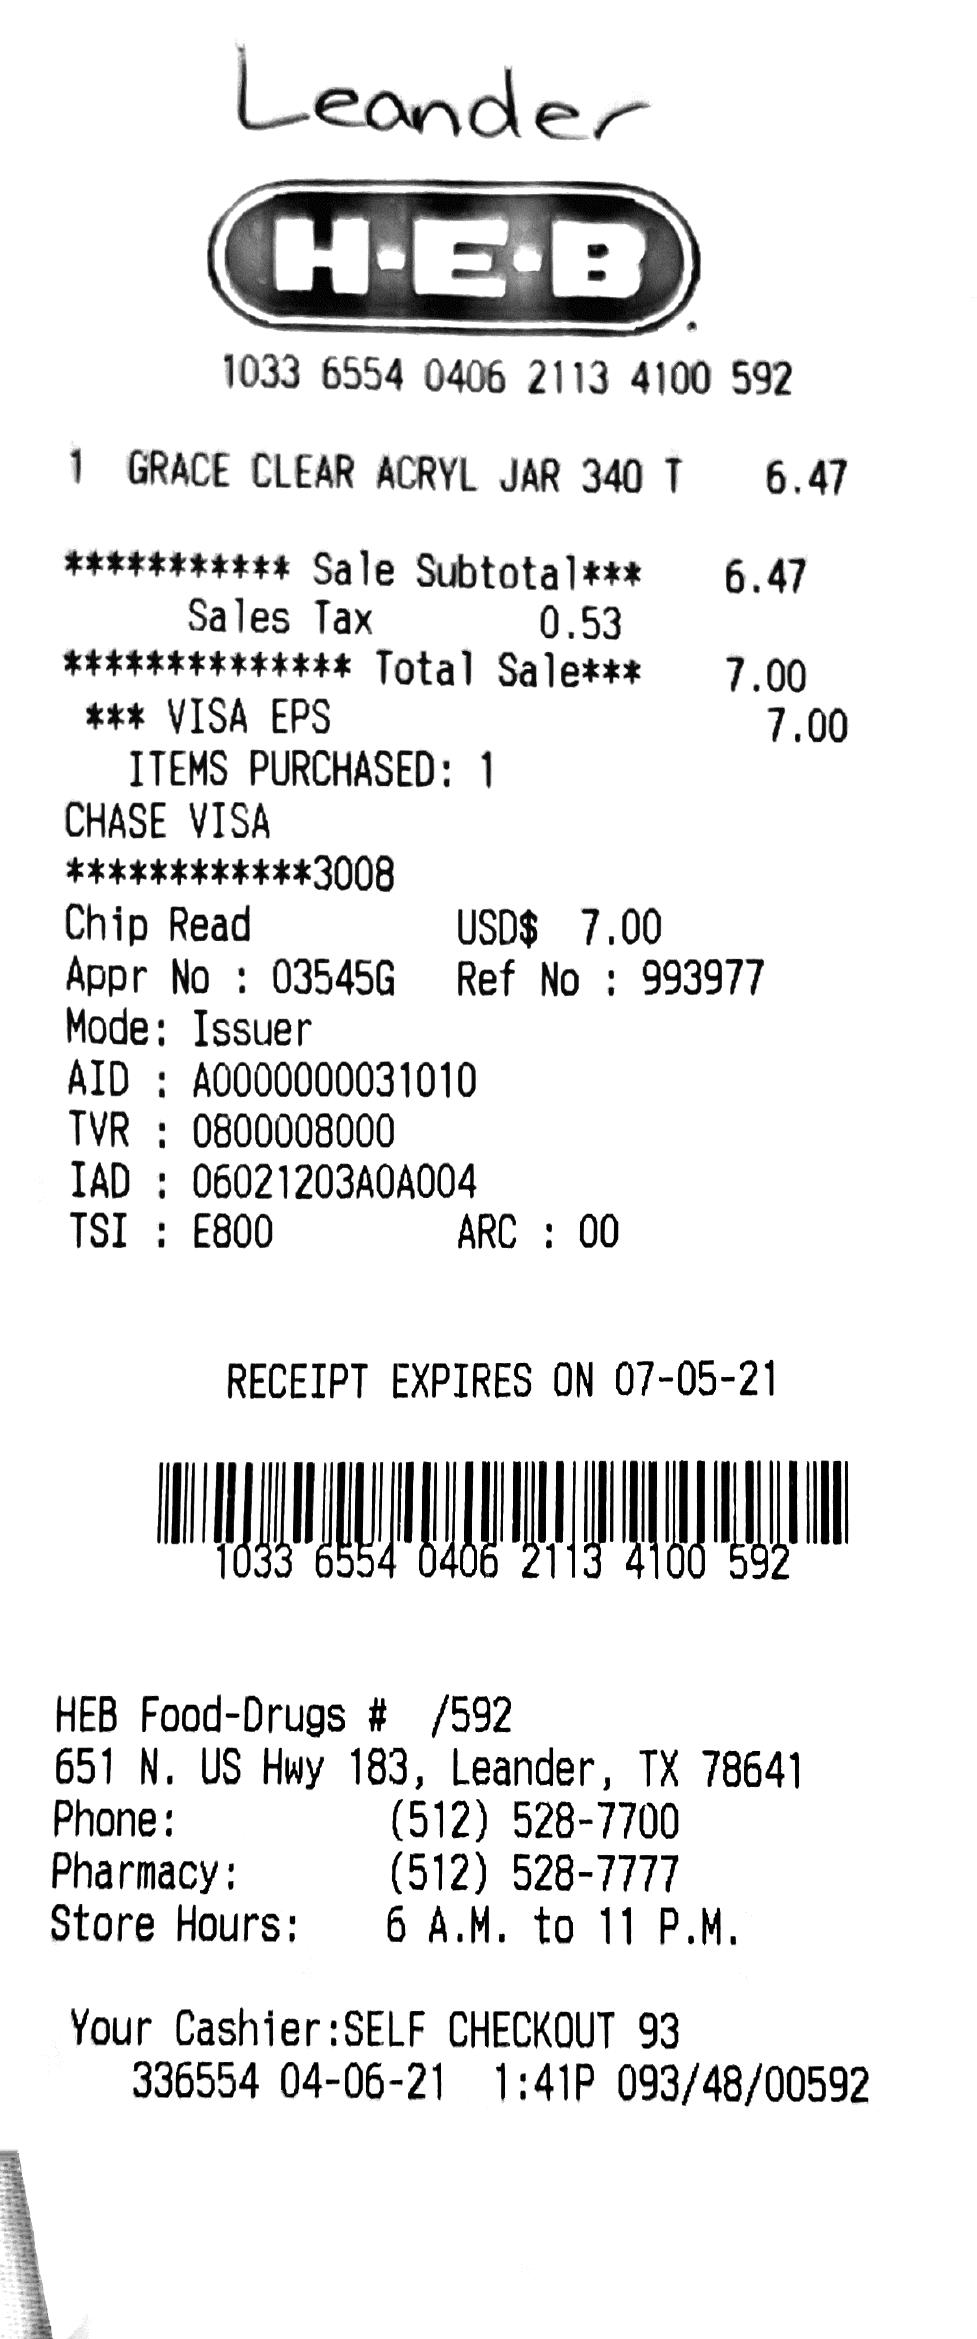 Leander
H·E·B
1033 6554 0406 2113 4100 592
1 GRACE CLEAR ACRYL JAR 340 T 6.47
*********** Sale Subtotal*** 6.47
Sales Tax 0.53
************** Total Sale*** 7.00
*** VISA EPS 7.00
ITEMS PURCHASED: 1
CHASE VISA
************3008
Chip Read USD$ 7.00
Appr No : 03545G Ref No : 993977
Mode: Issuer
AID : A0000000031010
TVR : 0800008000
IAD : 06021203A0A004
TSI : E800 ARC : 00
RECEIPT EXPIRES ON 07-05-21
1033 6554 0406 2113 4100 592
HEB Food-Drugs # /592
651 N. US Hwy 183, Leander, TX 78641
Phone: (512) 528-7700
Pharmacy: (512) 528-7777
Store Hours: 6 A.M. to 11 P.M.
Your Cashier:SELF CHECKOUT 93
336554 04-06-21 1:41P 093/48/00592